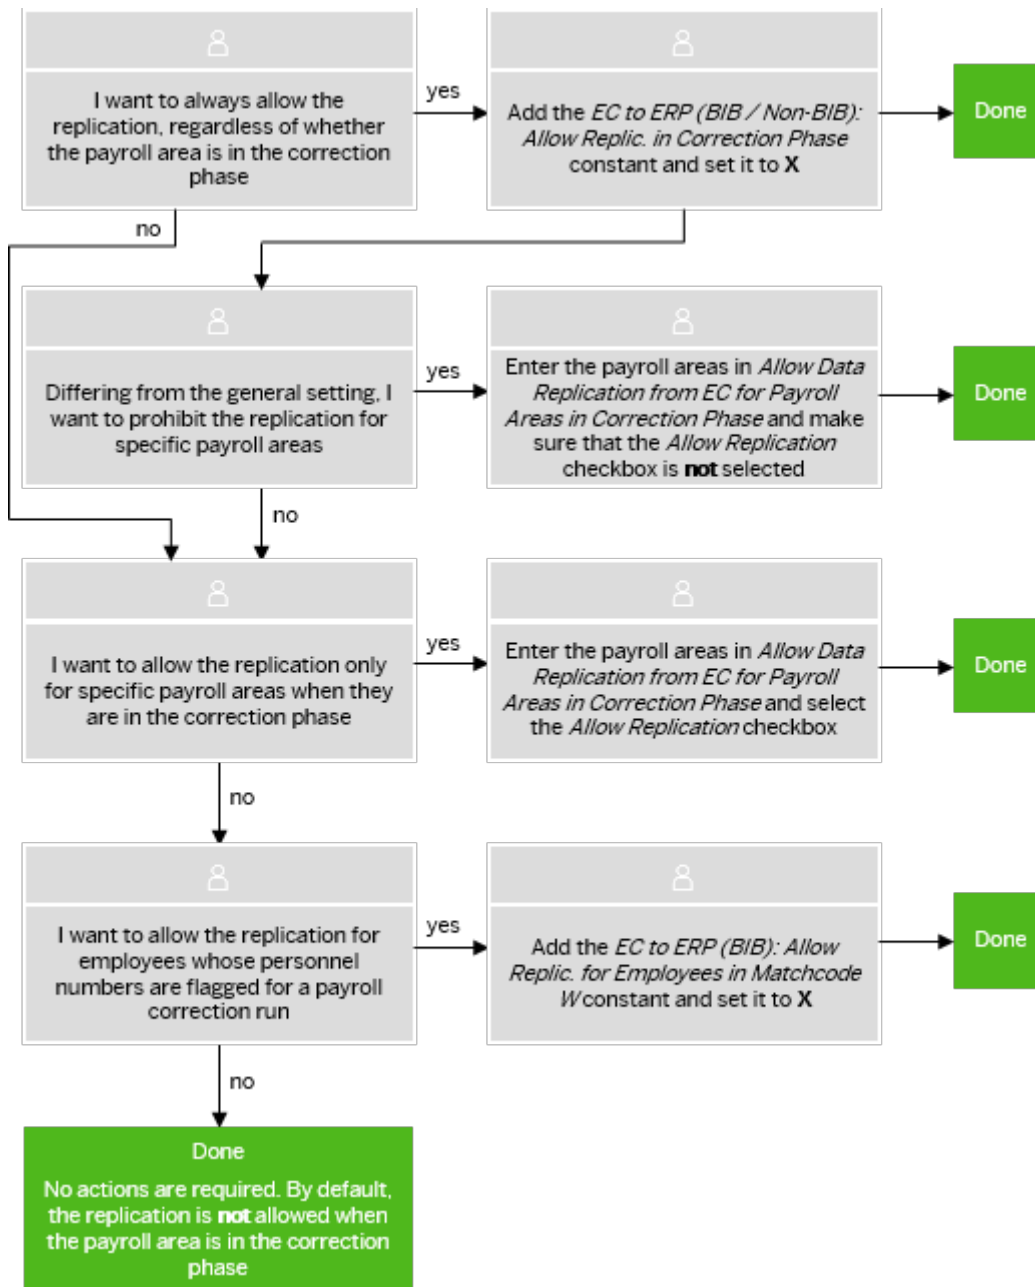 I want to always allow the
replication, regardless of whether
the payroll area is in the correction
phase
yes
Add the EC to ERP (BIB / Non-BIB):
Allow Replic. in Correction Phase
constant and set it to X
Done
no
Differing from the general setting, I
want to prohibit the replication for
specific payroll areas
yes
Enter the payroll areas in Allow Data
Replication from EC for Payroll
Areas in Correction Phase and make
sure that the Allow Replication
checkbox is not selected
Done
no
I want to allow the replication only
for specific payroll areas when they
are in the correction phase
yes
Enter the payroll areas in Allow Data
Replication from EC for Payroll
Areas in Correction Phase and select
the Allow Replication checkbox
Done
no
I want to allow the replication for
employees whose personnel
numbers are flagged for a payroll
correction run
yes
Add the EC to ERP (BIB): Allow
Replic. for Employees in Matchcode
W constant and set it to X
Done
no
Done
No actions are required. By default,
the replication is not allowed when
the payroll area is in the correction
phase